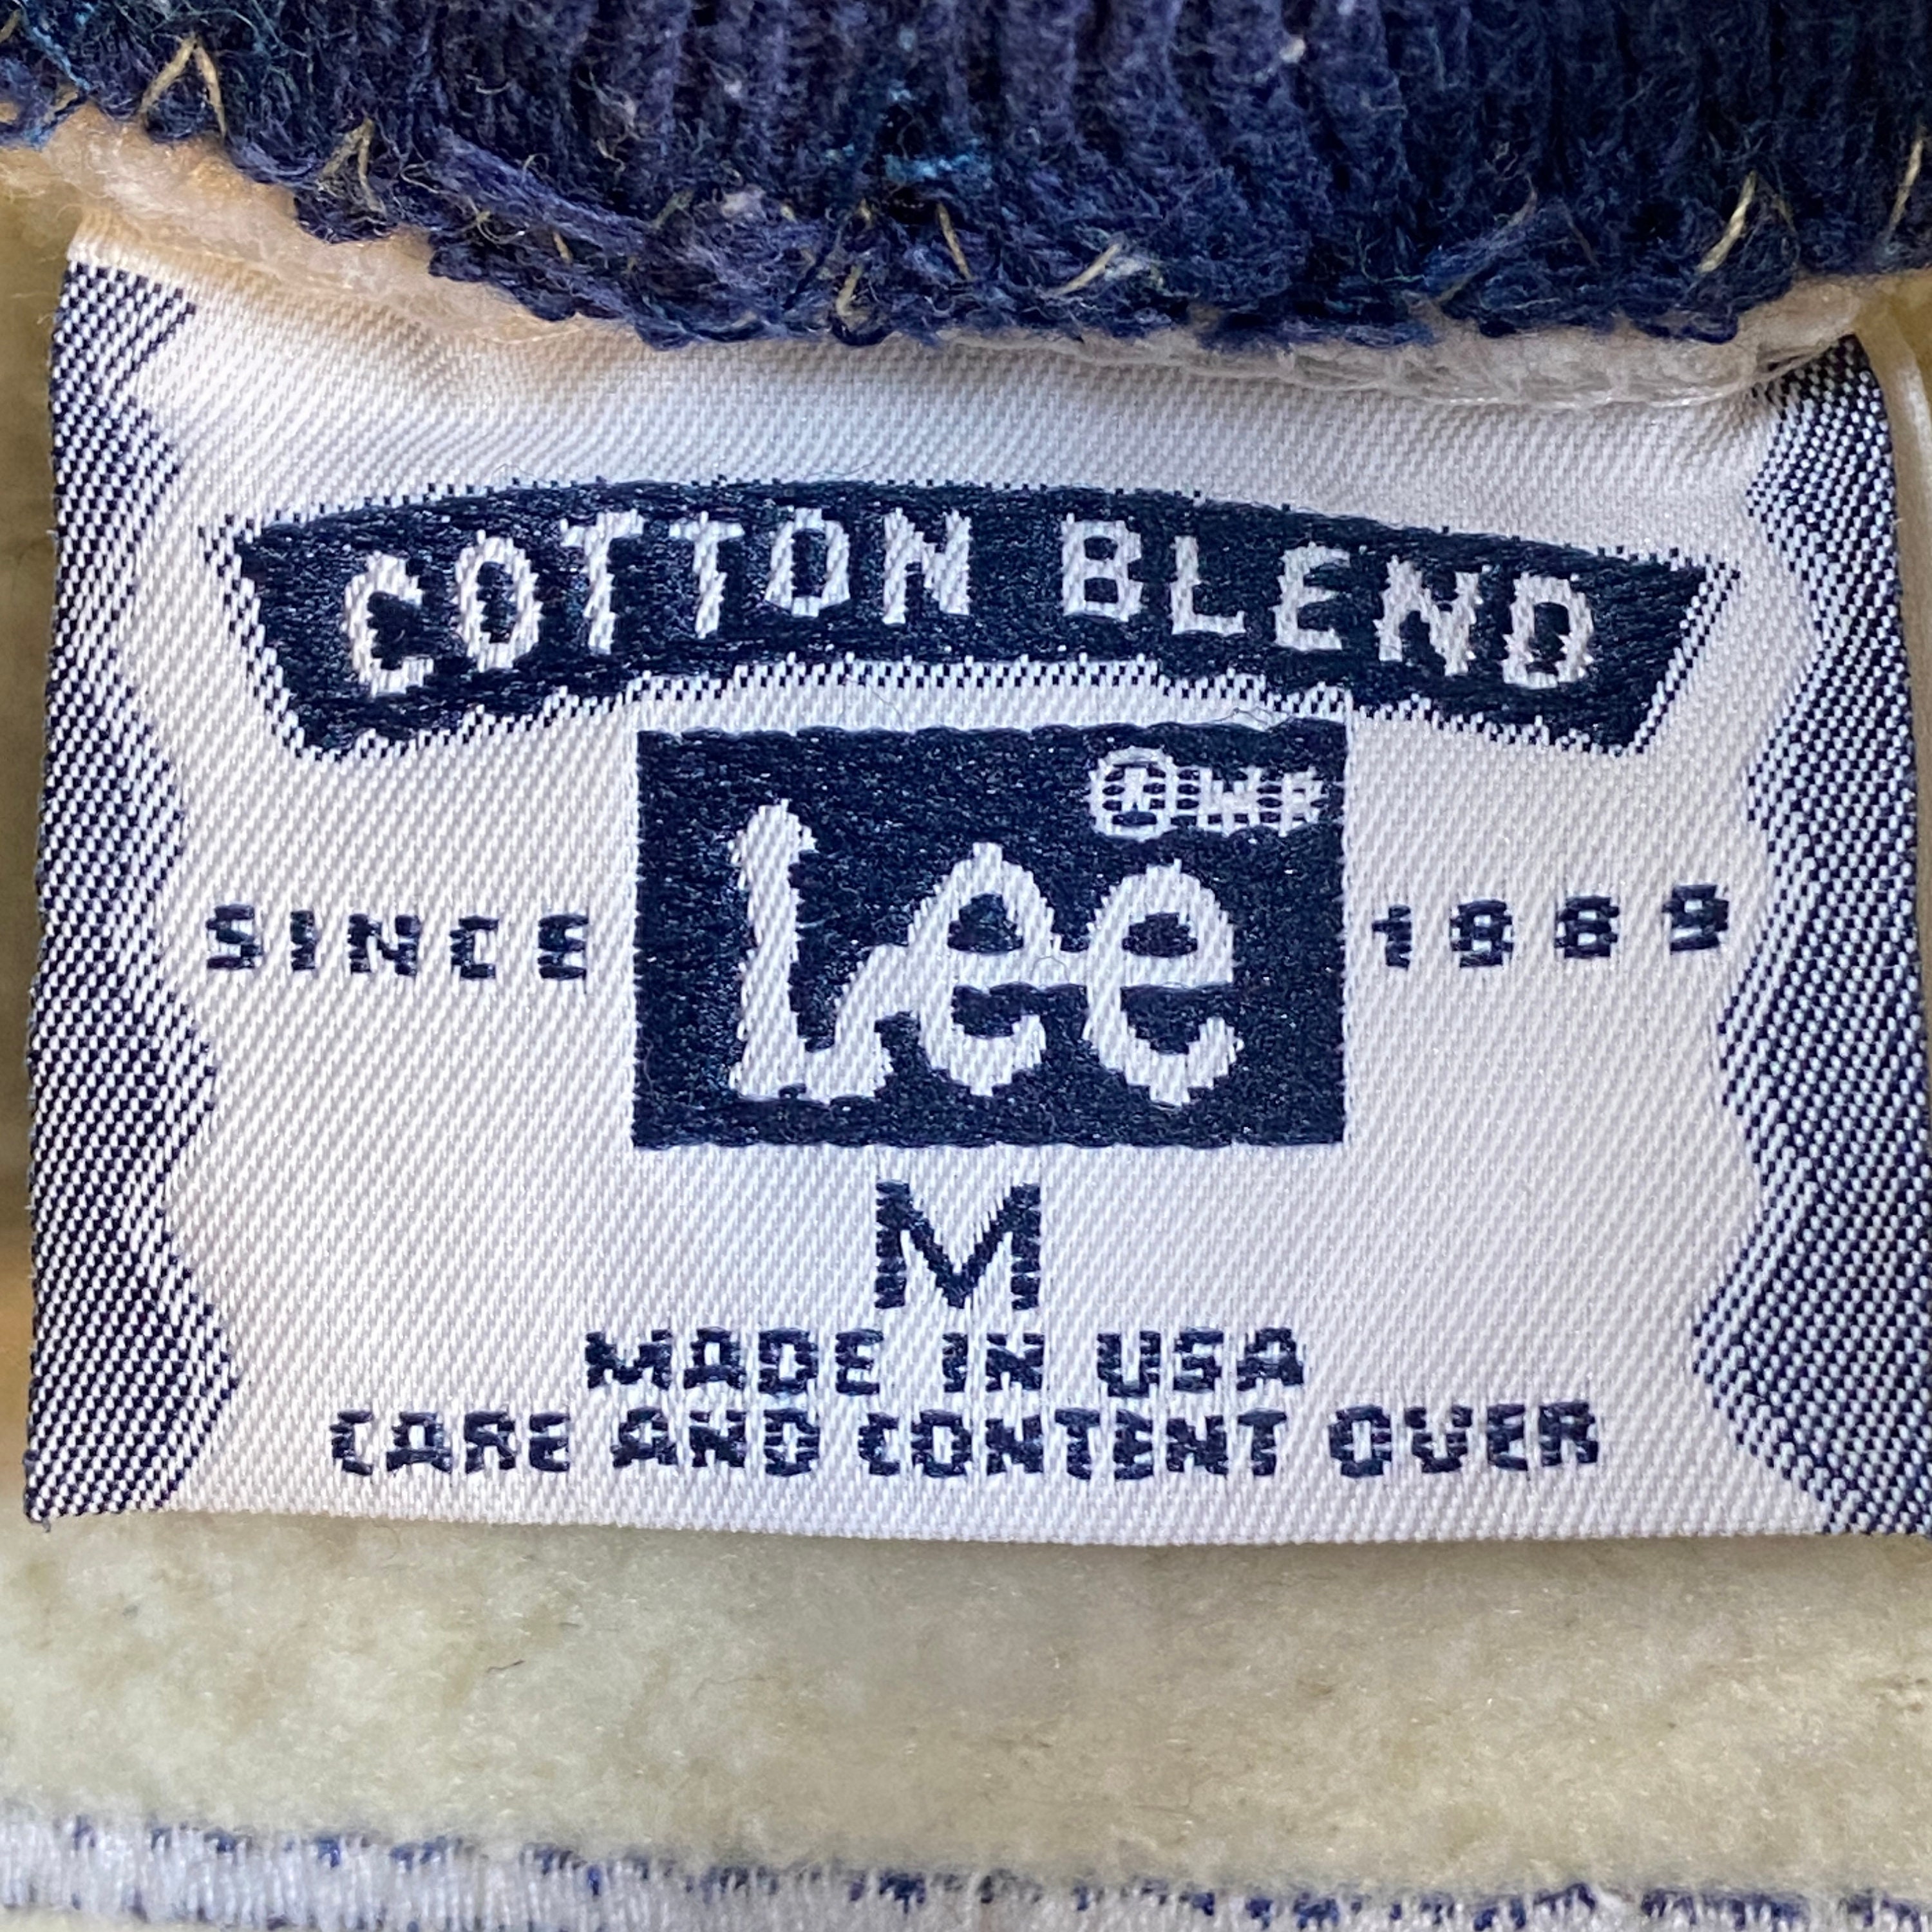 COTTON BLEND
Lee
SINCE 1889
M
MADE IN USA
CARE AND CONTENT OVER